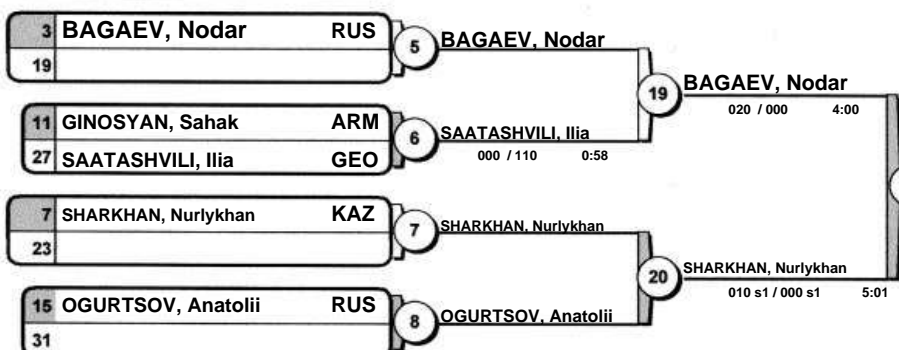 3 BAGAEV, Nodar RUS
19
5 BAGAEV, Nodar
11 GINOSYAN, Sahak ARM
27 SAATASHVILI, Ilia GEO
6 SAATASHVILI, Ilia
000 / 110 0:58
19 BAGAEV, Nodar
020 / 000 4:00
7 SHARKHAN, Nurlykhan KAZ
23
7 SHARKHAN, Nurlykhan
15 OGURTSOV, Anatolii RUS
31
8 OGURTSOV, Anatolii
20 SHARKHAN, Nurlykhan
010 s1 / 000 s1 5:01